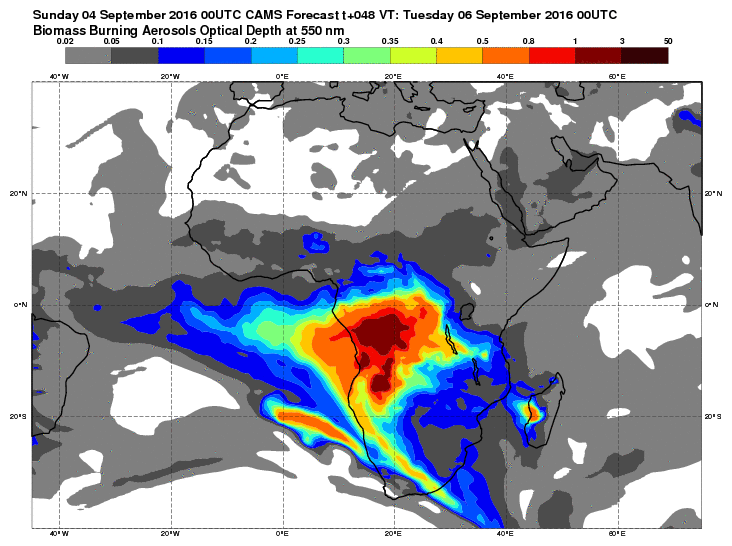 Sunday 04 September 2016 00UTC CAMS Forecast t+048 VT: Tuesday 06 September 2016 00UTC
Biomass Burning Aerosols Optical Depth at 550 nm
0.02 0.05 0.1 0.15 0.2 0.25 0.3 0.35 0.4 0.5 0.8 1 3 50
40°W 20°W 0°E 20°E 40°E 60°E
20°N 20°N
0°N 0°N
20°S 20°S
40°W 20°W 0°E 20°E 40°E 60°E